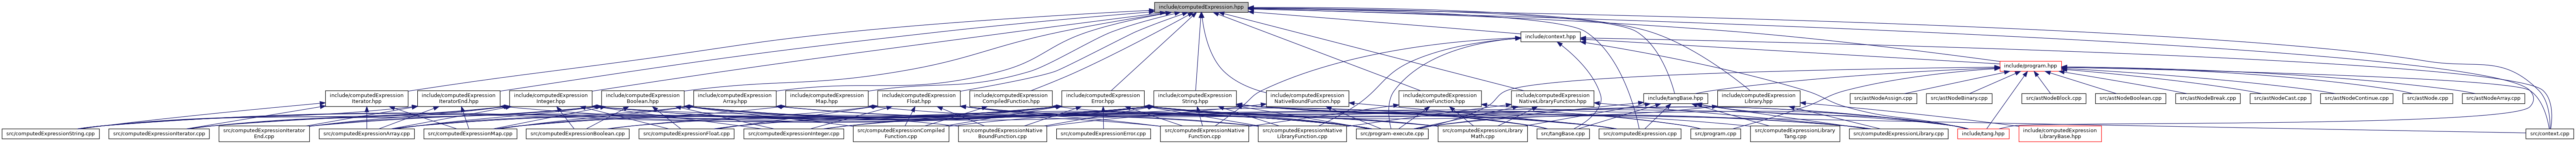 include/computedExpression.hpp
include/context.hpp
include/program.hpp
include/computedExpression
Iterator.hpp
include/computedExpression
IteratorEnd.hpp
include/computedExpression
Integer.hpp
include/computedExpression
Boolean.hpp
include/computedExpression
Array.hpp
include/computedExpression
Map.hpp
include/computedExpression
Float.hpp
include/computedExpression
CompiledFunction.hpp
include/computedExpression
Error.hpp
include/computedExpression
String.hpp
include/computedExpression
NativeBoundFunction.hpp
include/computedExpression
NativeFunction.hpp
include/computedExpression
NativeLibraryFunction.hpp
include/tangBase.hpp
include/computedExpression
Library.hpp
src/astNodeAssign.cpp
src/astNodeBinary.cpp
src/astNodeBlock.cpp
src/astNodeBoolean.cpp
src/astNodeBreak.cpp
src/astNodeCast.cpp
src/astNodeContinue.cpp
src/astNode.cpp
src/astNodeArray.cpp
src/computedExpressionString.cpp
src/computedExpressionIterator.cpp
src/computedExpressionIterator
End.cpp
src/computedExpressionArray.cpp
src/computedExpressionMap.cpp
src/computedExpressionBoolean.cpp
src/computedExpressionFloat.cpp
src/computedExpressionInteger.cpp
src/computedExpressionCompiled
Function.cpp
src/computedExpressionNative
BoundFunction.cpp
src/computedExpressionError.cpp
src/computedExpressionNative
Function.cpp
src/computedExpressionNative
LibraryFunction.cpp
src/program-execute.cpp
src/computedExpressionLibrary
Math.cpp
src/tangBase.cpp
src/computedExpression.cpp
src/program.cpp
src/computedExpressionLibrary
Tang.cpp
src/computedExpressionLibrary.cpp
include/tang.hpp
include/computedExpression
LibraryBase.hpp
src/context.cpp